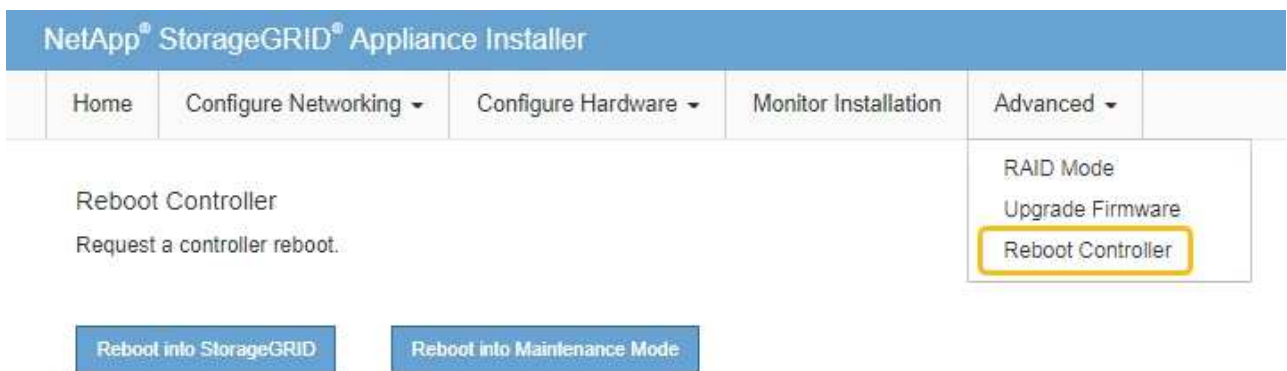 NetApp® StorageGRID® Appliance Installer
Home Configure Networking Configure Hardware Monitor Installation Advanced
RAID Mode
Upgrade Firmware
Reboot Controller
Reboot Controller
Request a controller reboot.
Reboot into StorageGRID Reboot into Maintenance Mode